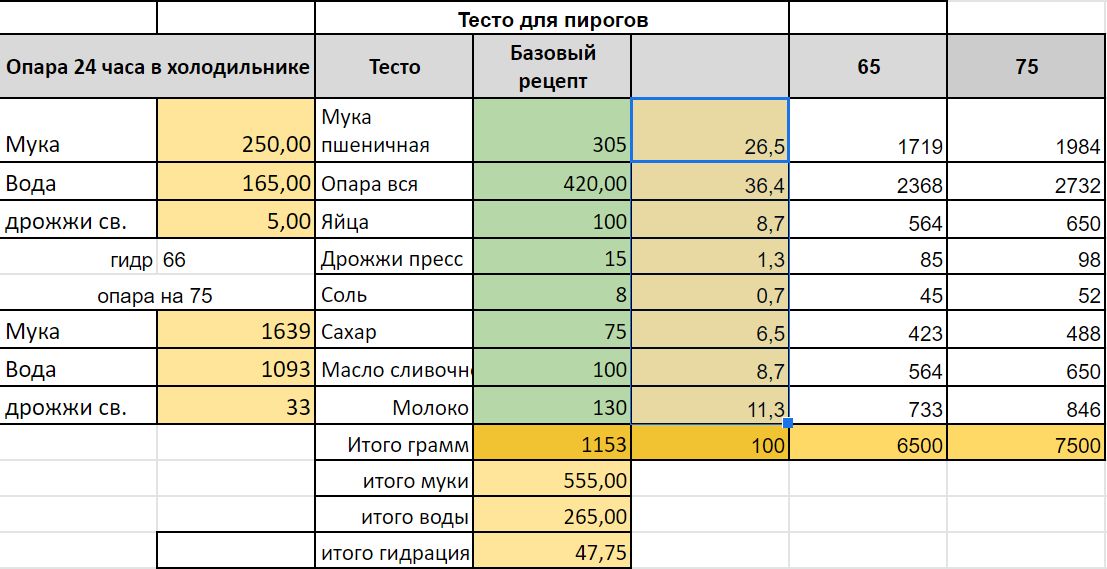 Тесто для пирогов
Опара 24 часа в холодильнике Тесто Базовый рецепт 65 75
Мука 250,00 Мука пшеничная 305 26,5 1719 1984
Вода 165,00 Опара вся 420,00 36,4 2368 2732
дрожжи св. 5,00 Яйца 100 8,7 564 650
гидр 66 Дрожжи пресс 15 1,3 85 98
опара на 75 Соль 8 0,7 45 52
Мука 1639 Сахар 75 6,5 423 488
Вода 1093 Масло сливочн 100 8,7 564 650
дрожжи св. 33 Молоко 130 11,3 733 846
Итого грамм 1153 100 6500 7500
итого муки 555,00
итого воды 265,00
итого гидрация 47,75